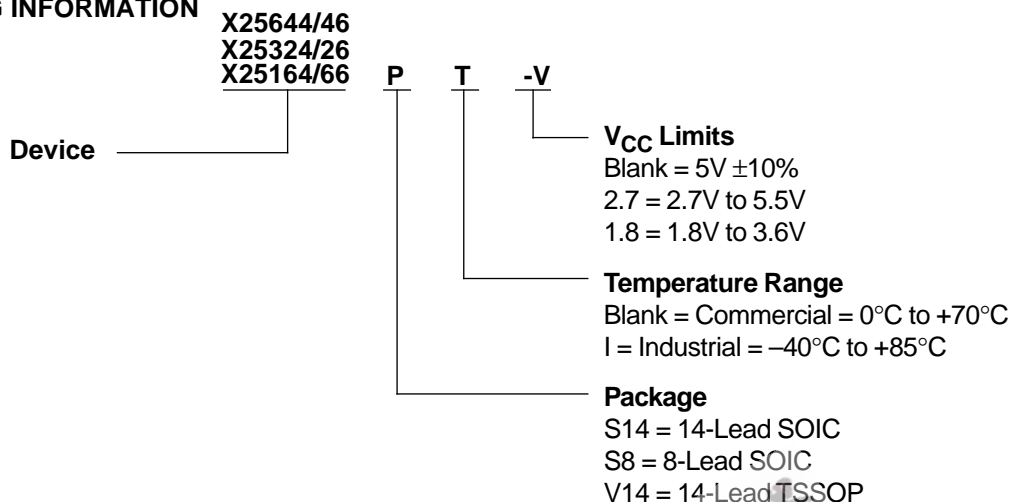 INFORMATION
X25644/46
X25324/26
X25164/66 P T -V
Device
VCC Limits
Blank = 5V ±10%
2.7 = 2.7V to 5.5V
1.8 = 1.8V to 3.6V
Temperature Range
Blank = Commercial = 0°C to +70°C
I = Industrial = –40°C to +85°C
Package
S14 = 14-Lead SOIC
S8 = 8-Lead SOIC
V14 = 14-Lead TSSOP